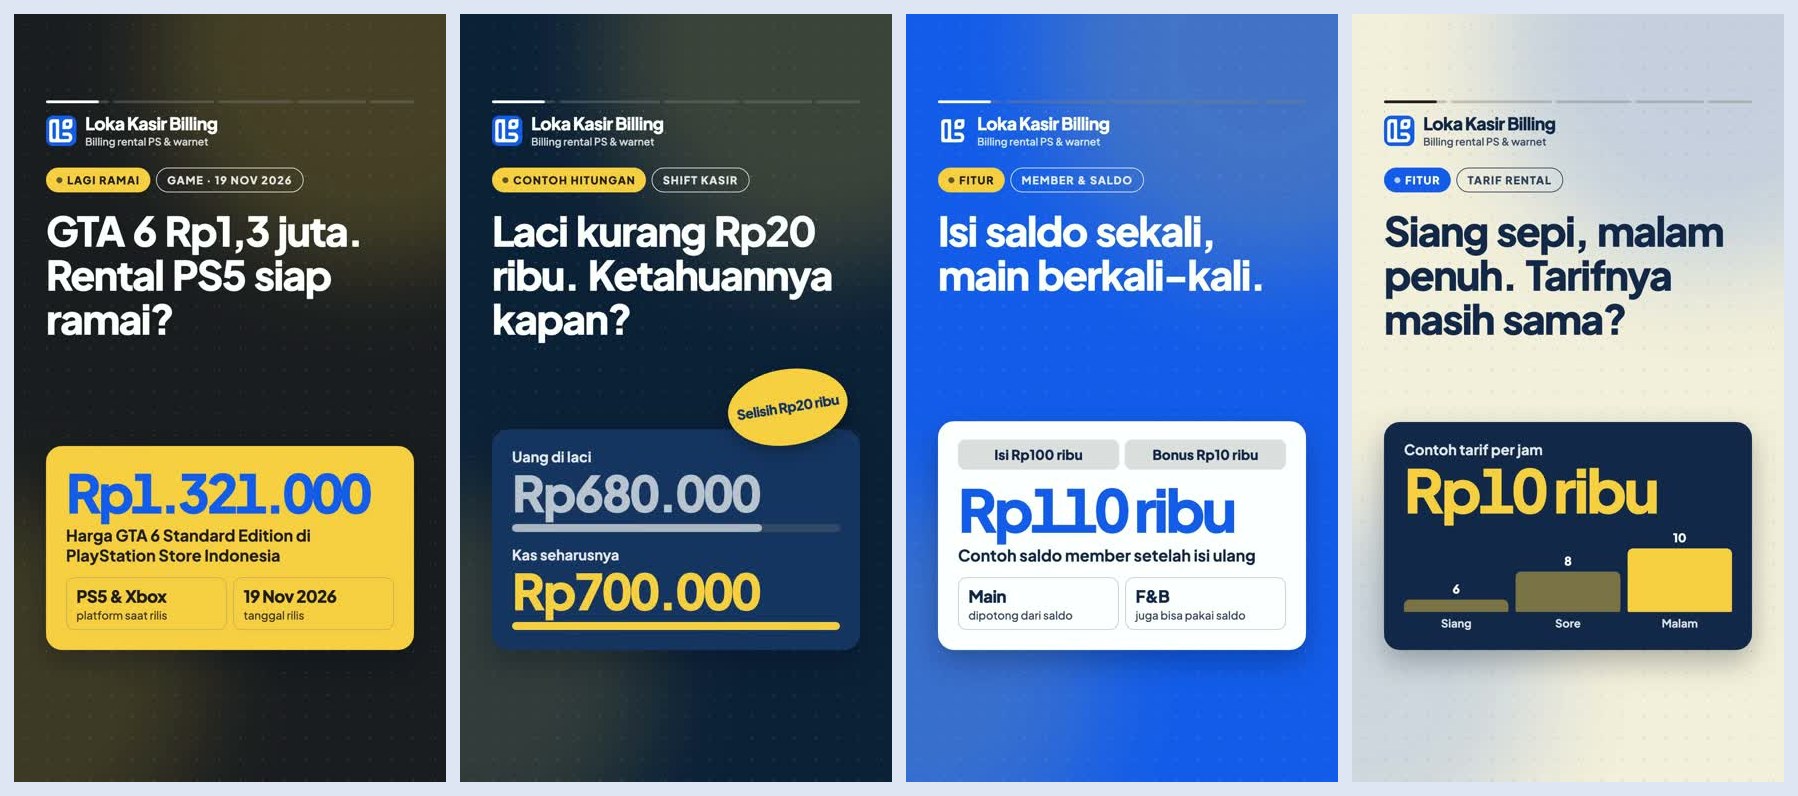 Loka Kasir Billing
Billing rental PS & warnet
LAGI RAMAI
GAME · 19 NOV 2026
GTA 6 Rp1,3 juta.
Rental PS5 siap
ramai?
Rp1.321.000
Harga GTA 6 Standard Edition di
PlayStation Store Indonesia
PS5 & Xbox
platform saat rilis
19 Nov 2026
tanggal rilis
Loka Kasir Billing
Billing rental PS & warnet
CONTOH HITUNGAN
SHIFT KASIR
Laci kurang Rp20
ribu. Ketahuannya
kapan?
Selisih Rp20 ribu
Uang di laci
Rp680.000
Kas seharusnya
Rp700.000
Loka Kasir Billing
Billing rental PS & warnet
FITUR
MEMBER & SALDO
Isi saldo sekali,
main berkali-kali.
Isi Rp100 ribu
Bonus Rp10 ribu
Rp110 ribu
Contoh saldo member setelah isi ulang
Main
dipotong dari saldo
F&B
juga bisa pakai saldo
Loka Kasir Billing
Billing rental PS & warnet
FITUR
TARIF RENTAL
Siang sepi, malam
penuh. Tarifnya
masih sama?
Contoh tarif per jam
Rp10 ribu
6
8
10
Siang
Sore
Malam